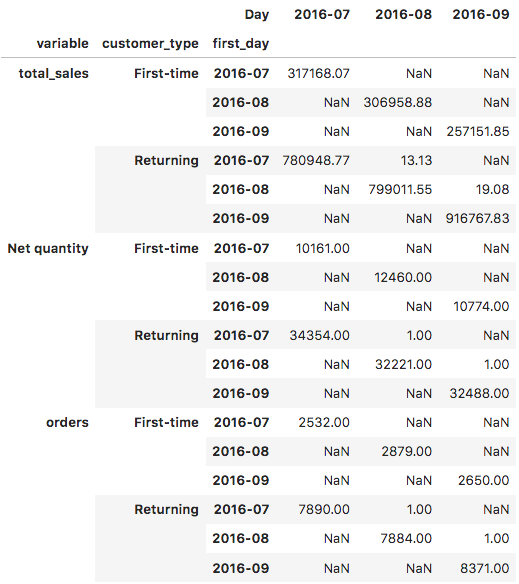 Day 2016-07 2016-08 2016-09
variable customer_type first_day
total_sales First-time 2016-07 317168.07 NaN NaN
2016-08 NaN 306958.88 NaN
2016-09 NaN NaN 257151.85
Returning 2016-07 780948.77 13.13 NaN
2016-08 NaN 799011.55 19.08
2016-09 NaN NaN 916767.83
Net quantity First-time 2016-07 10161.00 NaN NaN
2016-08 NaN 12460.00 NaN
2016-09 NaN NaN 10774.00
Returning 2016-07 34354.00 1.00 NaN
2016-08 NaN 32221.00 1.00
2016-09 NaN NaN 32488.00
orders First-time 2016-07 2532.00 NaN NaN
2016-08 NaN 2879.00 NaN
2016-09 NaN NaN 2650.00
Returning 2016-07 7890.00 1.00 NaN
2016-08 NaN 7884.00 1.00
2016-09 NaN NaN 8371.00